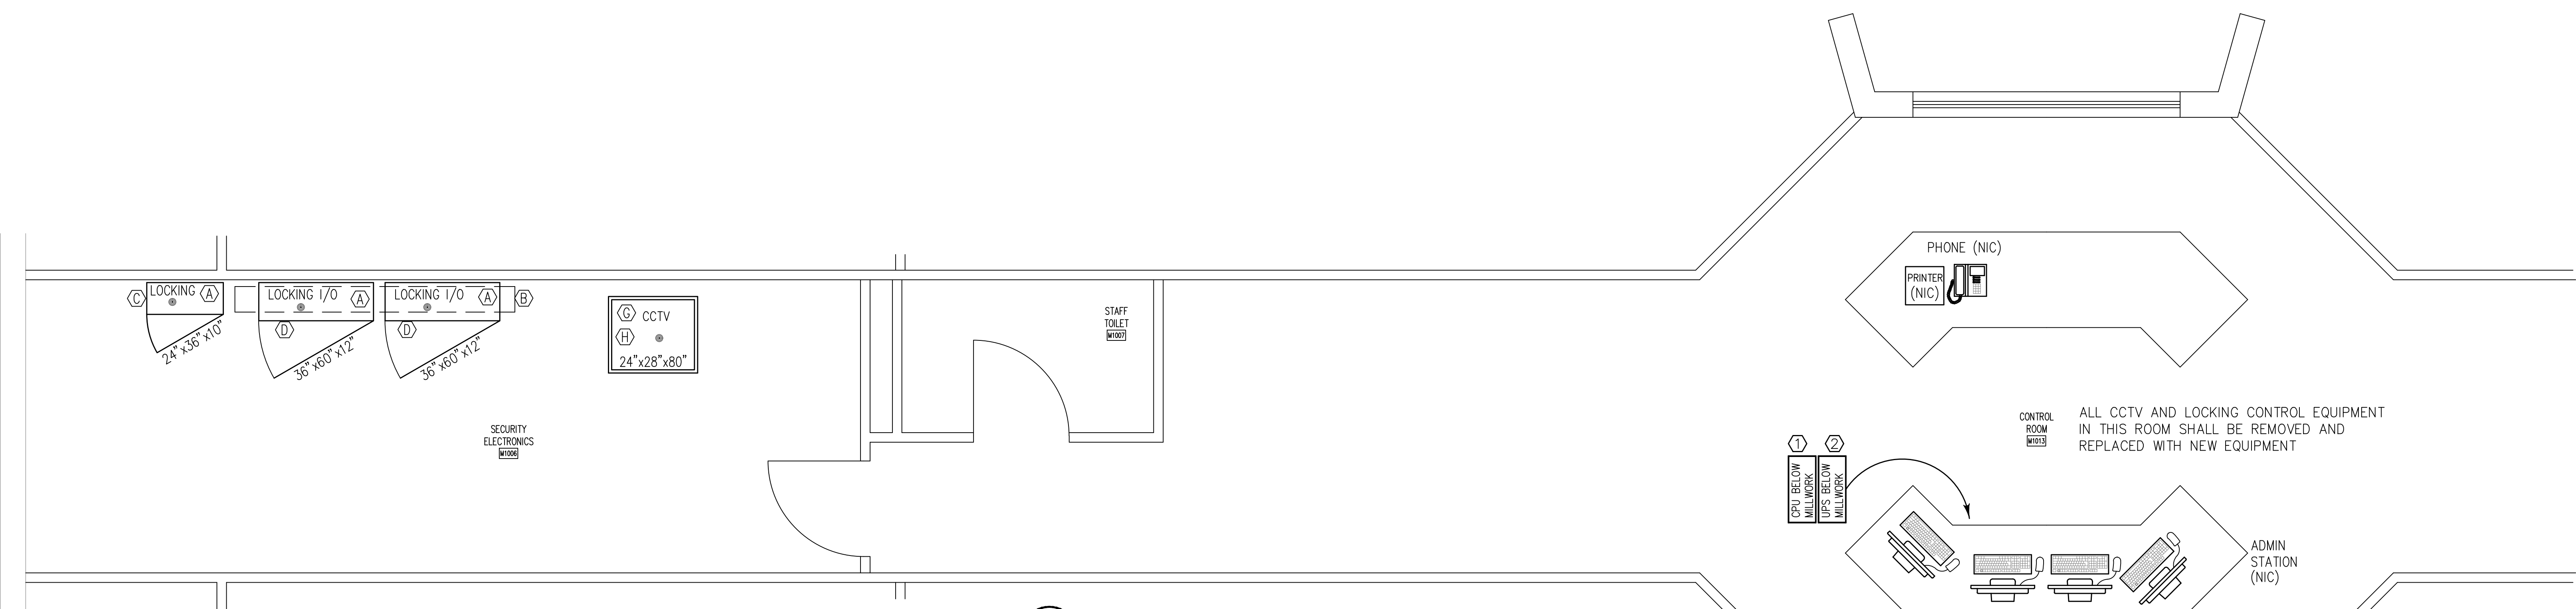 C
LOCKING A
24"x36"x10"
LOCKING I/O A
D
36"x60"x12"
LOCKING I/O A
B
D
36"x60"x12"
G CCTV
H
24"x28"x80"
SECURITY
ELECTRONICS
M1006
STAFF
TOILET
M1007
PHONE (NIC)
PRINTER
(NIC)
CONTROL
ROOM
M1013
ALL CCTV AND LOCKING CONTROL EQUIPMENT
IN THIS ROOM SHALL BE REMOVED AND
REPLACED WITH NEW EQUIPMENT
1
2
CPU BELOW
MILLWORK
UPS BELOW
MILLWORK
ADMIN
STATION
(NIC)